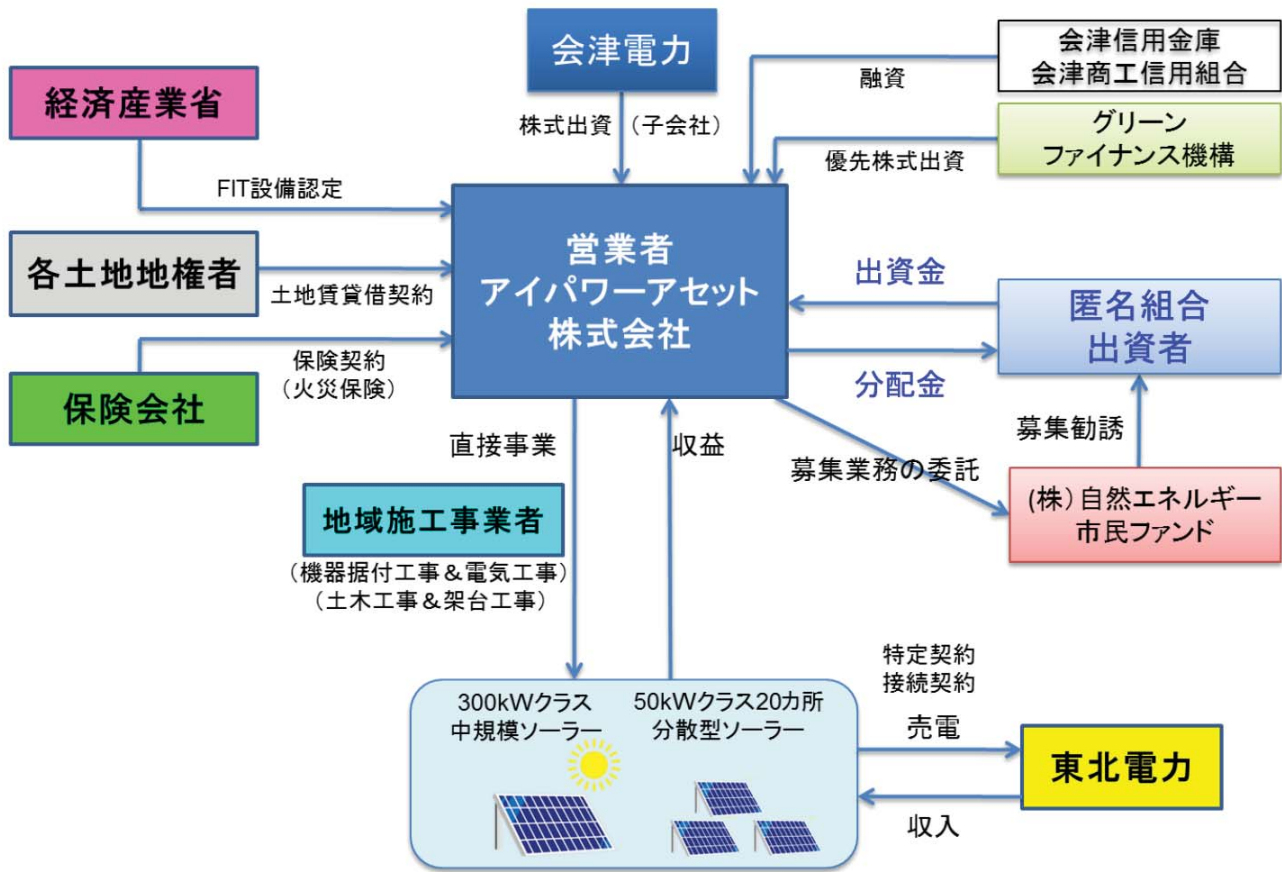 会津電力
会津信用金庫
会津商工信用組合
融資
経済産業省
株式出資
（子会社）
グリーン
ファイナンス機構
優先株式出資
FIT設備認定
営業者
アイパワーアセット
株式会社
各土地地権者
土地賃貸借契約
出資金
匿名組合
出資者
分配金
保険契約
（火災保険）
保険会社
直接事業
収益
募集勧誘
募集業務の委託
(株)自然エネルギー
市民ファンド
地域施工事業者
（機器据付工事＆電気工事）
（土木工事＆架台工事）
特定契約
接続契約
売電
300kWクラス
中規模ソーラー
50kWクラス20カ所
分散型ソーラー
東北電力
収入